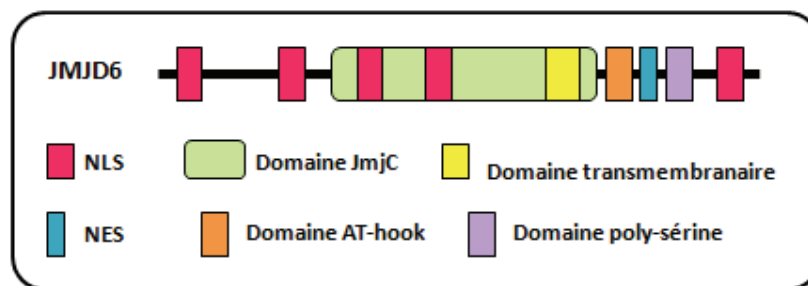 JMJD6
NLS Domaine JmjC Domaine transmembranaire
NES Domaine AT-hook Domaine poly-sérine